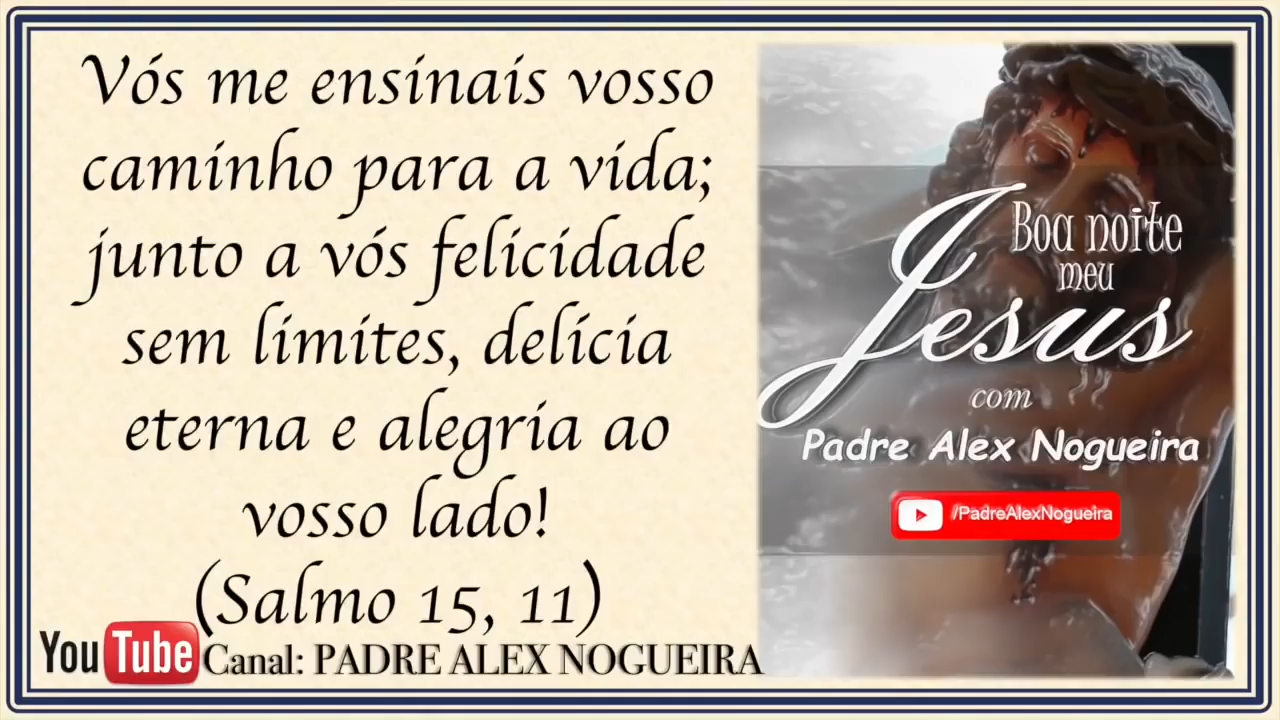 Vós me ensinais vosso
caminho para a vida;
junto a vós felicidade
sem limites, delícia
eterna e alegria ao
vosso lado!
(Salmo 15, 11)
YouTube Canal: PADRE ALEX NOGUEIRA
Boa noite
meu
Jesus
com
Padre Alex Nogueira
/PadreAlexNogueira